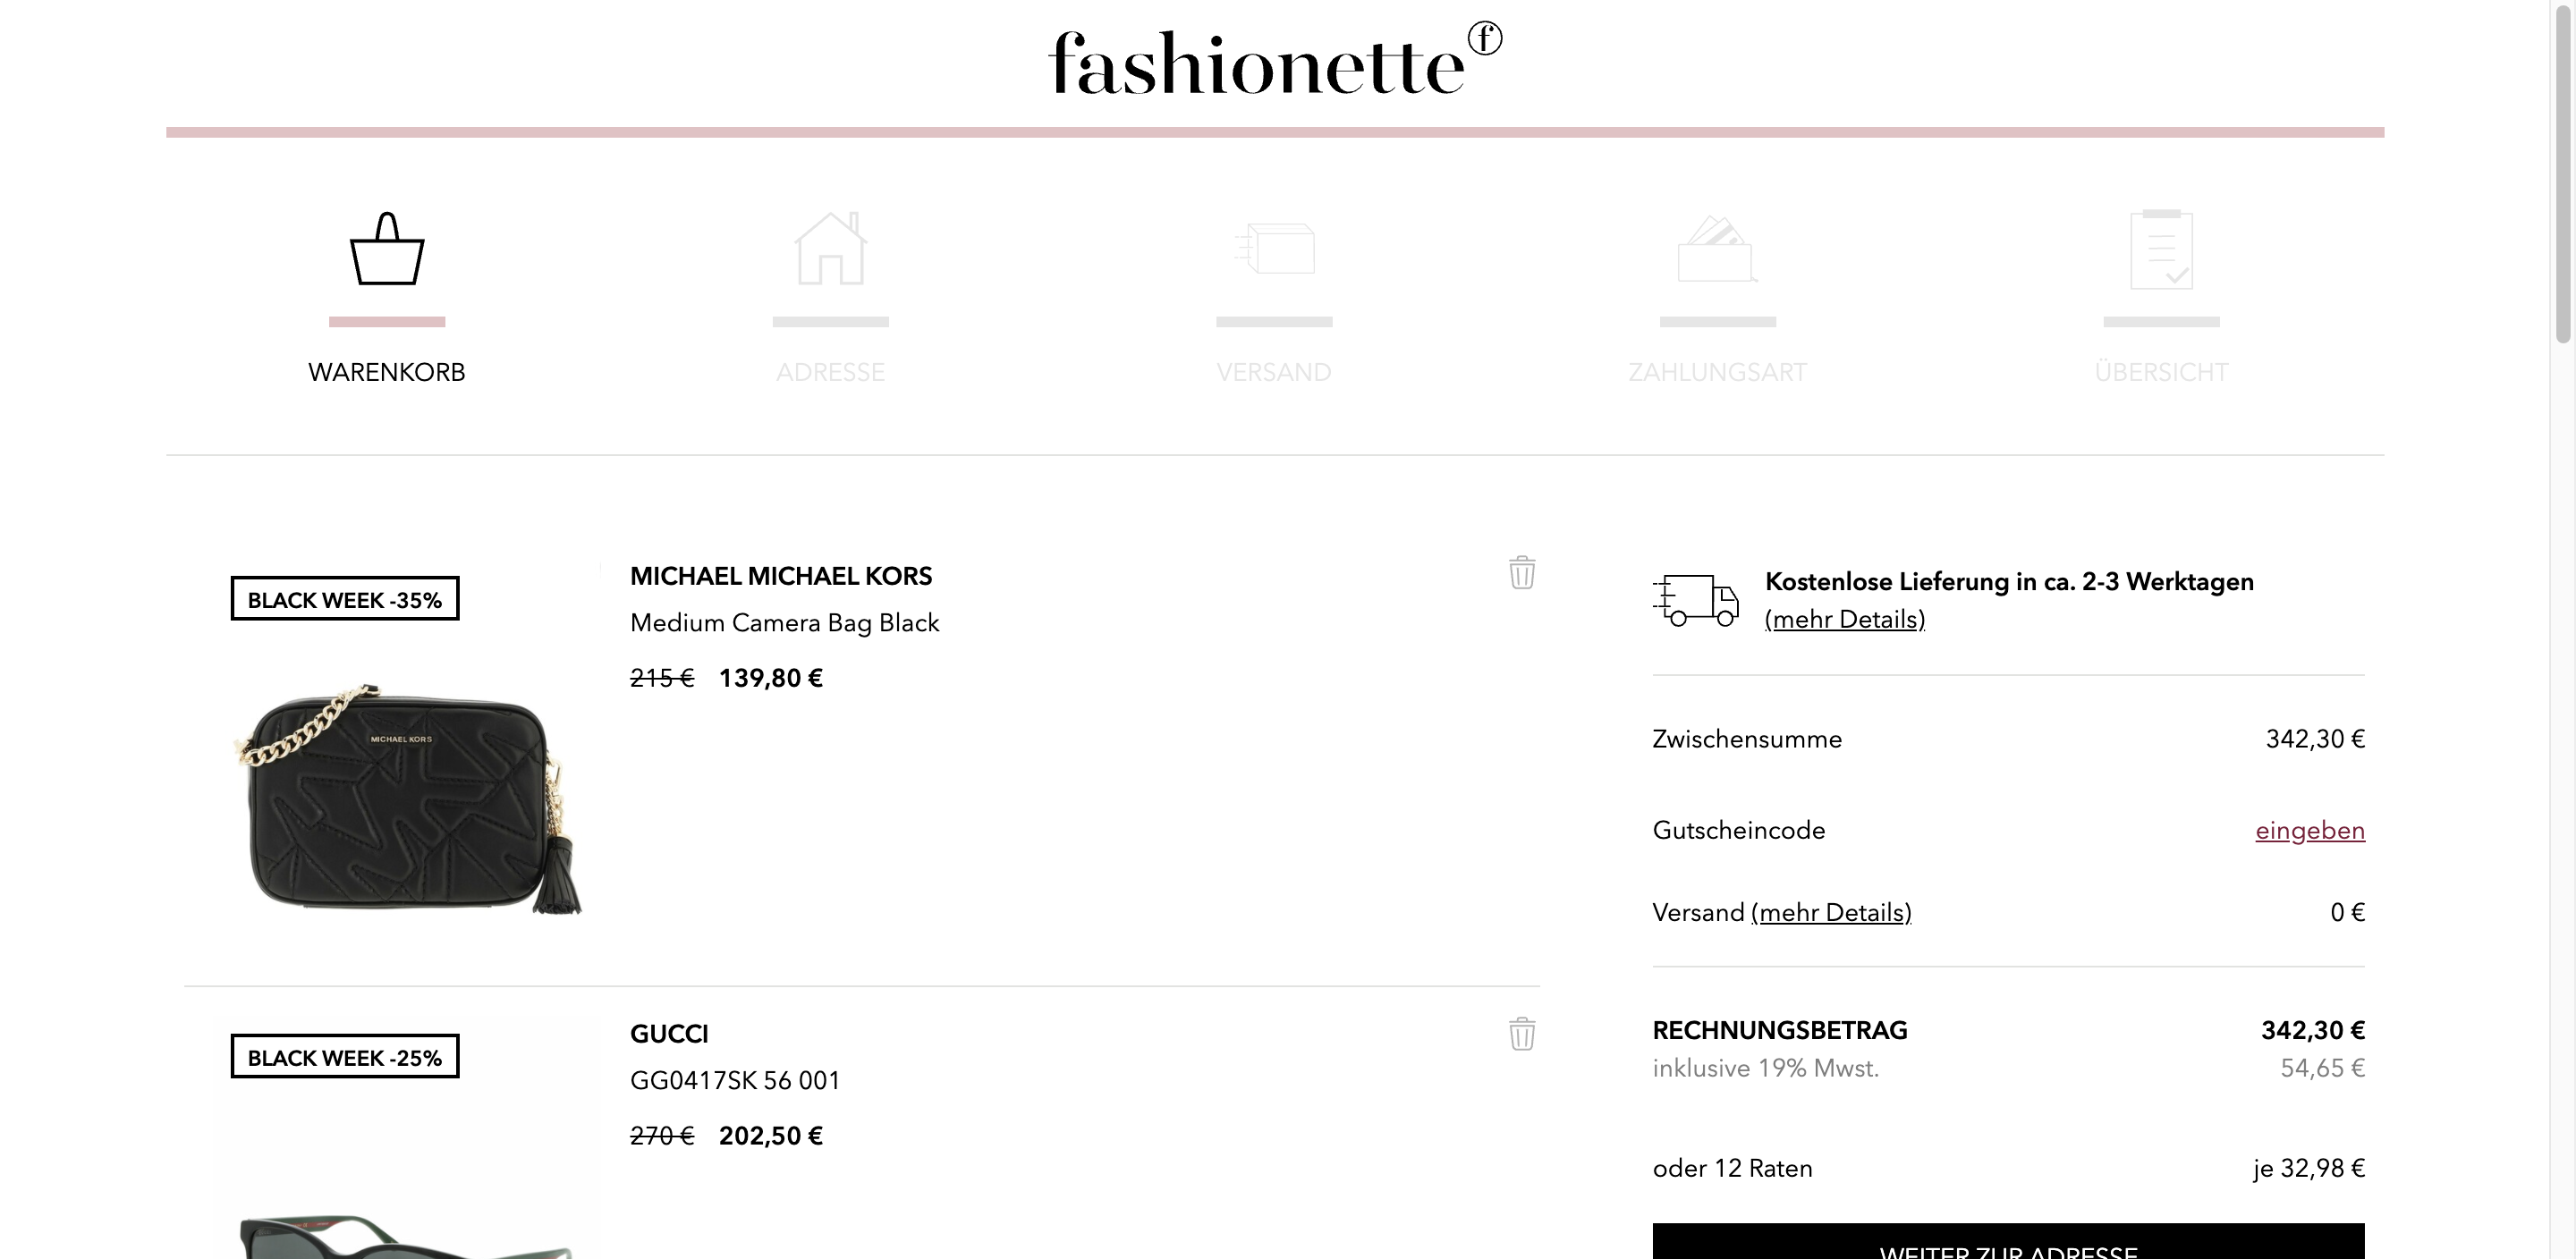 fashionette f
WARENKORB
ADRESSE
VERSAND
ZAHLUNGSART
ÜBERSICHT
BLACK WEEK -35%
MICHAEL KORS
MICHAEL MICHAEL KORS
Medium Camera Bag Black
215 € 139,80 €
BLACK WEEK -25%
GUCCI
GG0417SK 56 001
270 € 202,50 €
Kostenlose Lieferung in ca. 2-3 Werktagen
(mehr Details)
Zwischensumme 342,30 €
Gutscheincode eingeben
Versand (mehr Details) 0 €
RECHNUNGSBETRAG 342,30 €
inklusive 19% Mwst. 54,65 €
oder 12 Raten je 32,98 €
WEITER ZUR ADRESSE